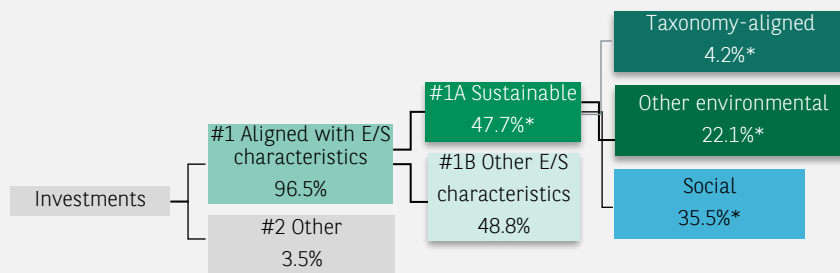 Investments
#1 Aligned with E/S
characteristics
96.5%
#2 Other
3.5%
#1A Sustainable
47.7%*
#1B Other E/S
characteristics
48.8%
Taxonomy-aligned
4.2%*
Other environmental
22.1%*
Social
35.5%*